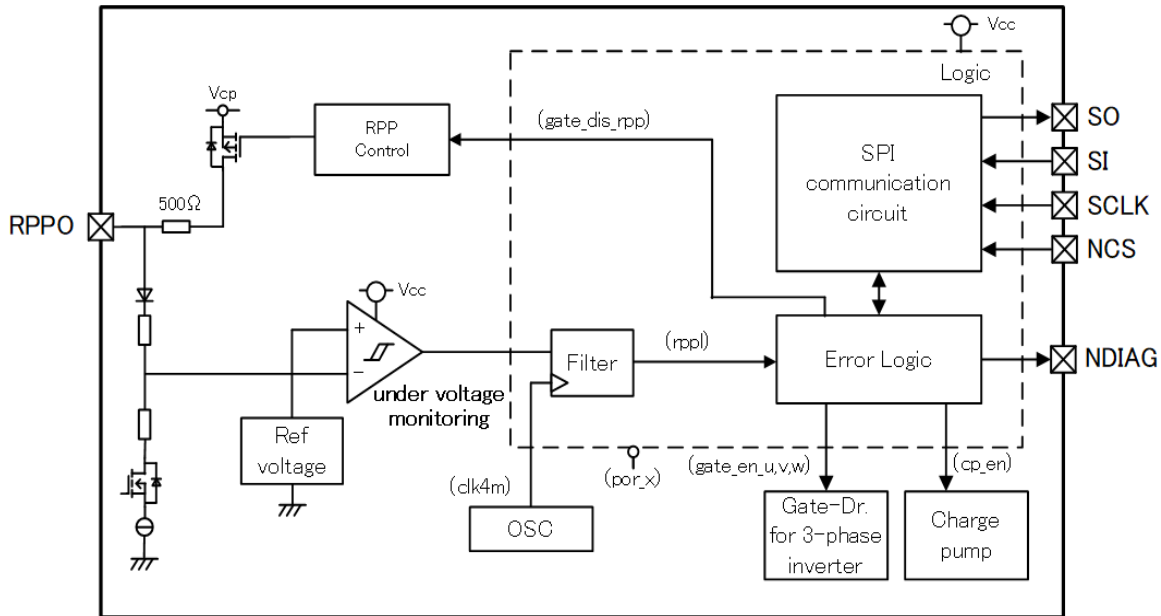 Vcc
Logic
Vcp
RPP
Control
(gate_dis_rpp)
SPI
communication
circuit
SO
SI
SCLK
NCS
500Ω
RPPO
Vcc
+
−
under voltage
monitoring
Filter
(rppl)
Error Logic
NDIAG
Ref
voltage
(clk4m)
OSC
(por_x)
(gate_en_u,v,w)
(cp_en)
Gate-Dr.
for 3-phase
inverter
Charge
pump